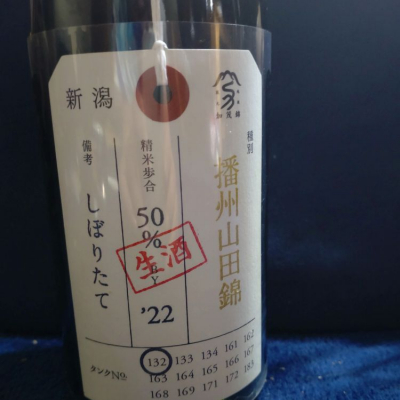 新潟
加茂錦
種別
播州山田錦
精米歩合
50%
BY
'22
生酒
備考
しぼりたて
タンクNo.
132 133 134 161 162
163 164 165 166 167
168 169 171 172 183